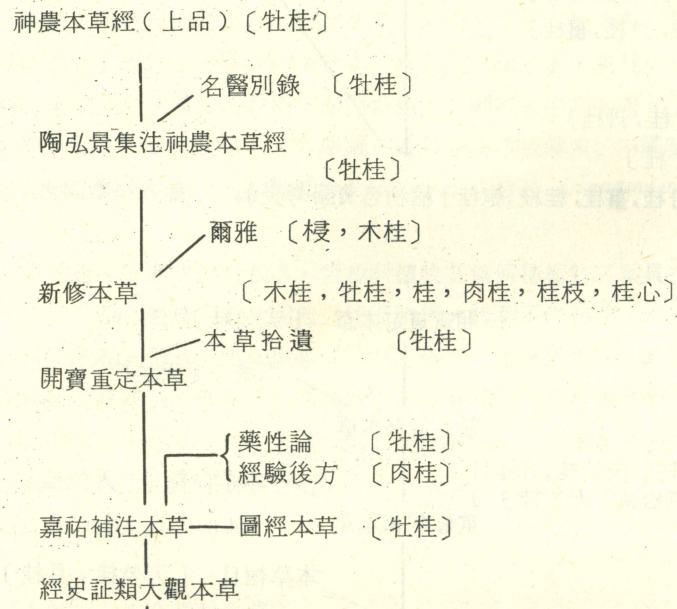 神農本草經（上品）〔牡桂〕
名醫別錄 〔牡桂〕
陶弘景集注神農本草經
〔牡桂〕
爾雅 〔梫，木桂〕
新修本草 〔木桂，牡桂，桂，肉桂，桂枝，桂心〕
本草拾遺 〔牡桂〕
開寶重定本草
藥性論 〔牡桂〕
經驗後方 〔肉桂〕
嘉祐補注本草 圖經本草 〔牡桂〕
經史証類大觀本草